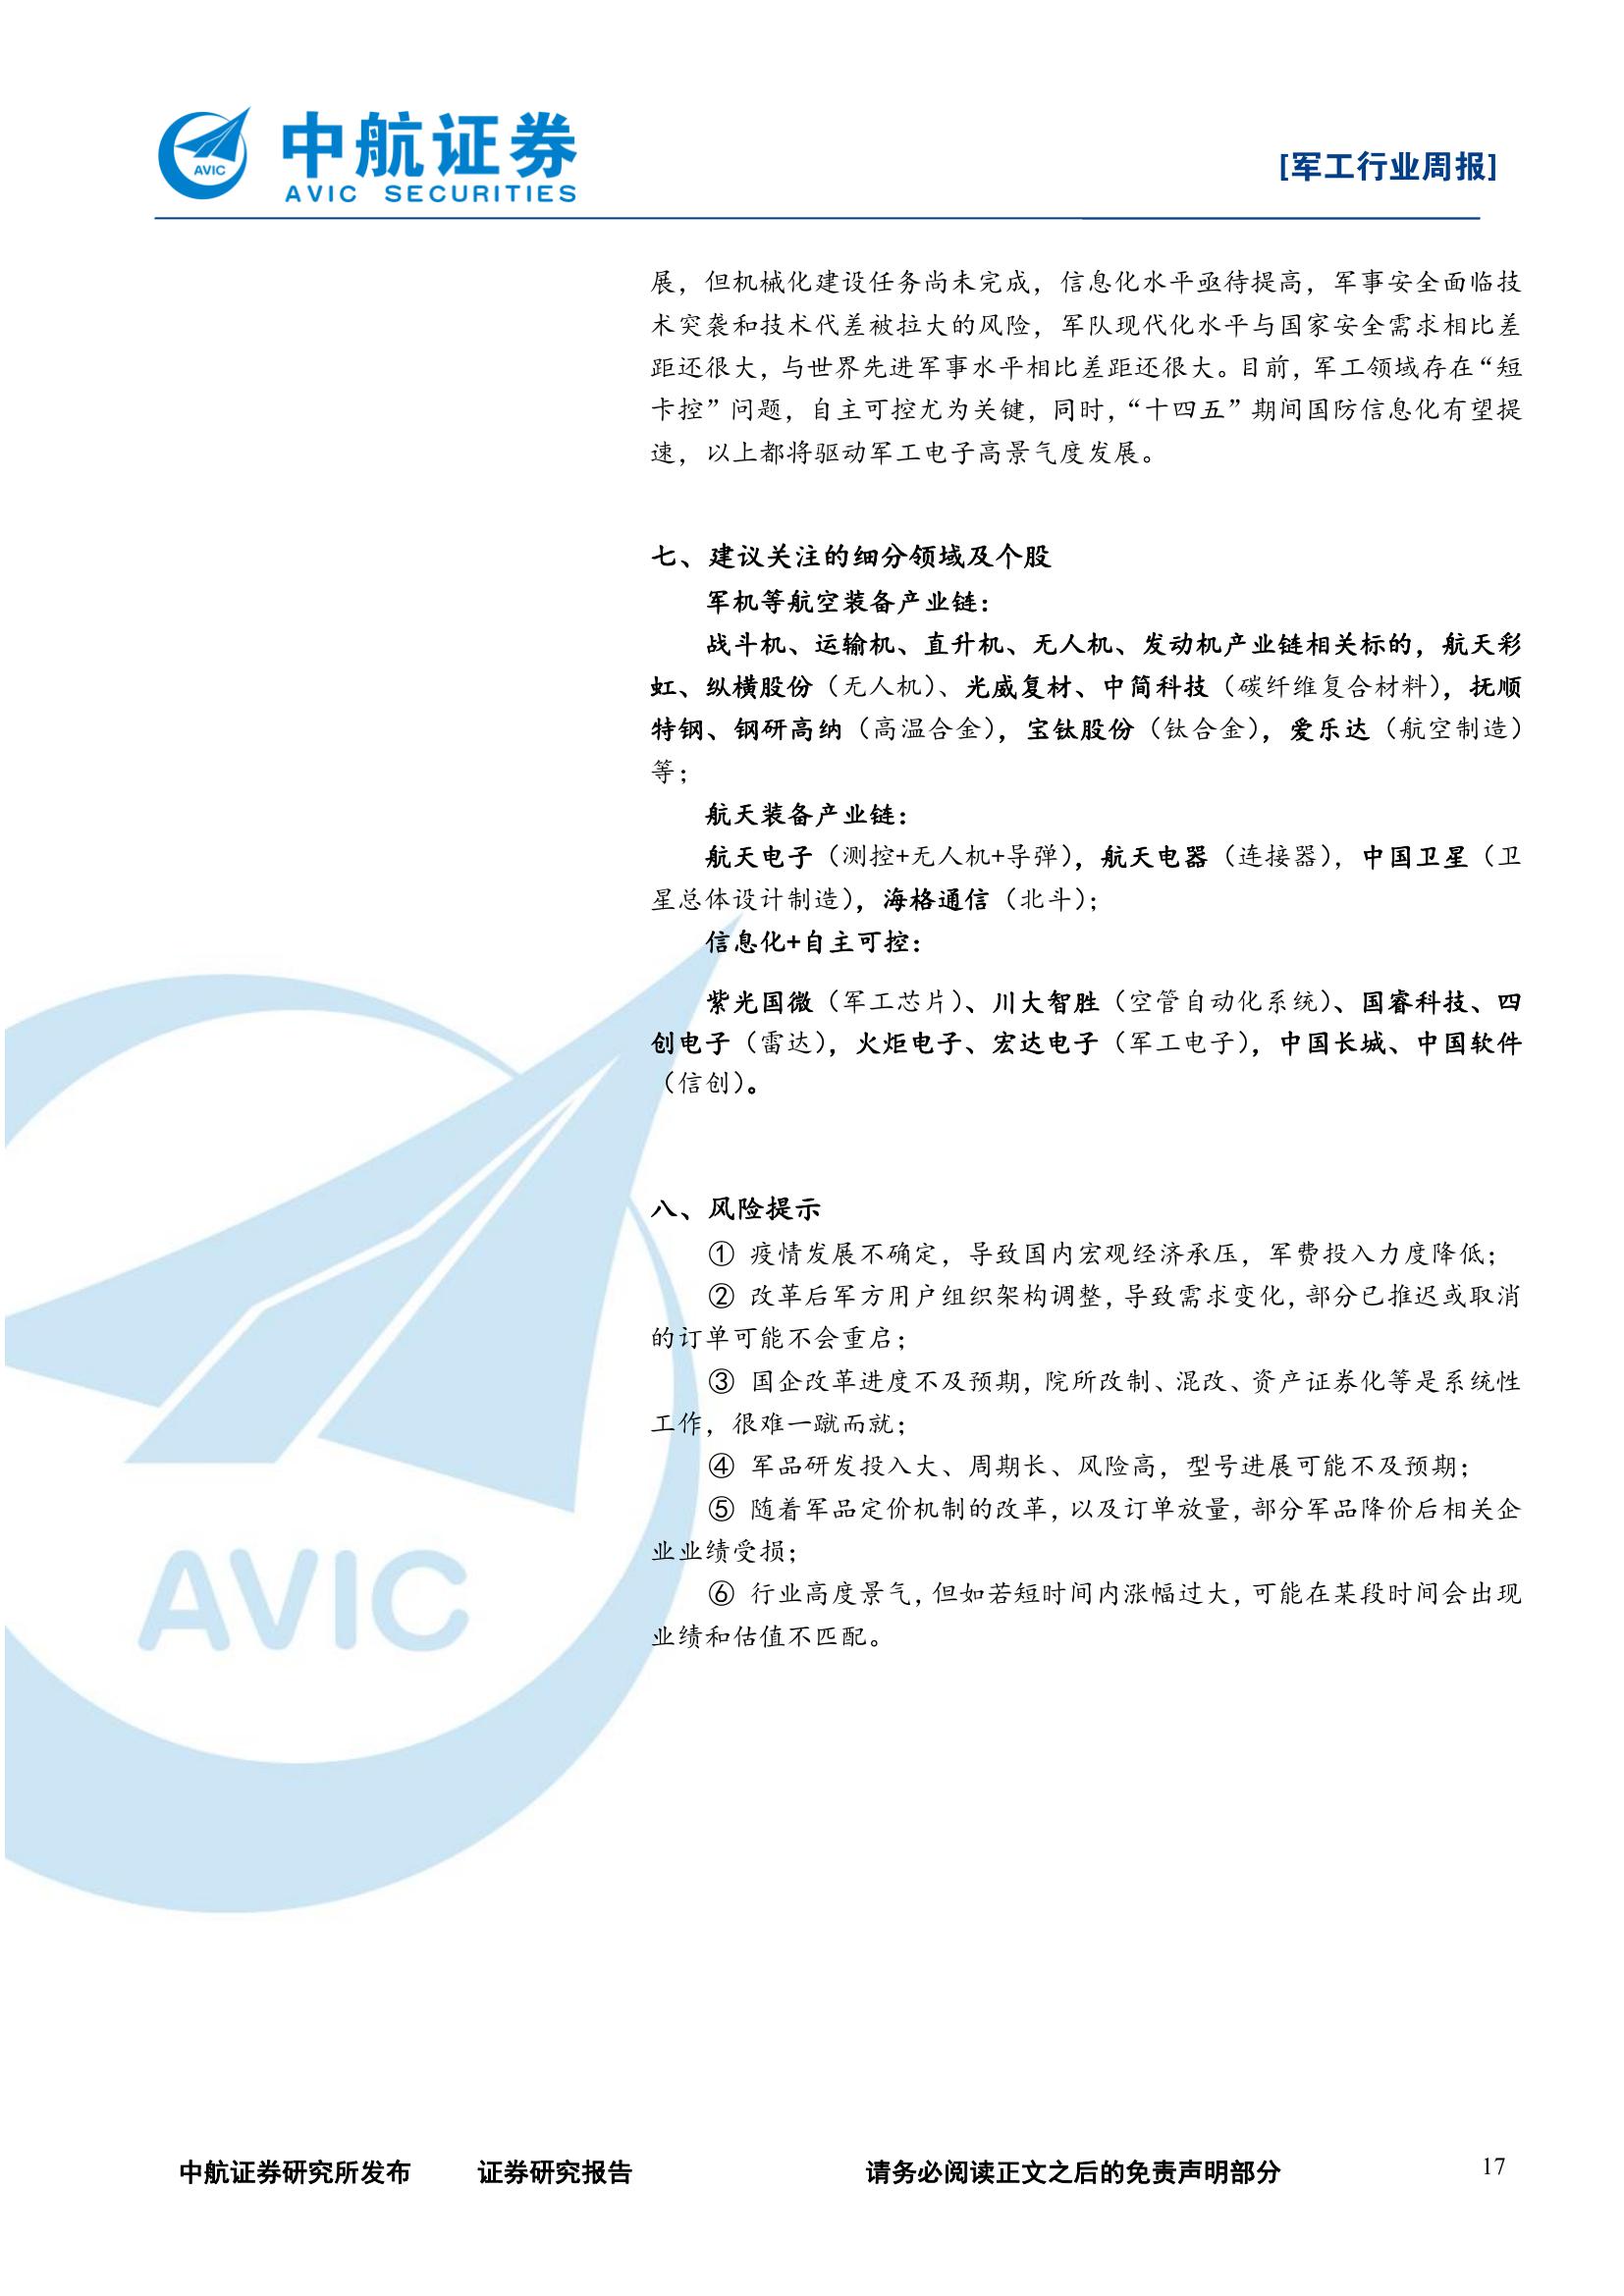 AVIC
中航证券
AVIC SECURITIES
[军工行业周报]
展，但机械化建设任务尚未完成，信息化水平亟待提高，军事安全面临技
术突袭和技术代差被拉大的风险，军队现代化水平与国家安全需求相比差
距还很大，与世界先进军事水平相比差距还很大。目前，军工领域存在“短
卡控”问题，自主可控尤为关键，同时，“十四五”期间国防信息化有望提
速，以上都将驱动军工电子高景气度发展。
七、建议关注的细分领域及个股
军机等航空装备产业链：
战斗机、运输机、直升机、无人机、发动机产业链相关标的，航天彩
虹、纵横股份（无人机）、光威复材、中简科技（碳纤维复合材料），抚顺
特钢、钢研高纳（高温合金），宝钛股份（钛合金），爱乐达（航空制造）
等；
航天装备产业链：
航天电子（测控+无人机+导弹），航天电器（连接器），中国卫星（卫
星总体设计制造），海格通信（北斗）；
信息化+自主可控：
紫光国微（军工芯片）、川大智胜（空管自动化系统）、国睿科技、四
创电子（雷达），火炬电子、宏达电子（军工电子），中国长城、中国软件
（信创）。
八、风险提示
① 疫情发展不确定，导致国内宏观经济承压，军费投入力度降低；
② 改革后军方用户组织架构调整，导致需求变化，部分已推迟或取消
的订单可能不会重启；
③ 国企改革进度不及预期，院所改制、混改、资产证券化等是系统性
工作，很难一蹴而就；
④ 军品研发投入大、周期长、风险高，型号进展可能不及预期；
⑤ 随着军品定价机制的改革，以及订单放量，部分军品降价后相关企
业业绩受损；
⑥ 行业高度景气，但如若短时间内涨幅过大，可能在某段时间会出现
业绩和估值不匹配。
AVIC
中航证券研究所发布 证券研究报告 请务必阅读正文之后的免责声明部分 17